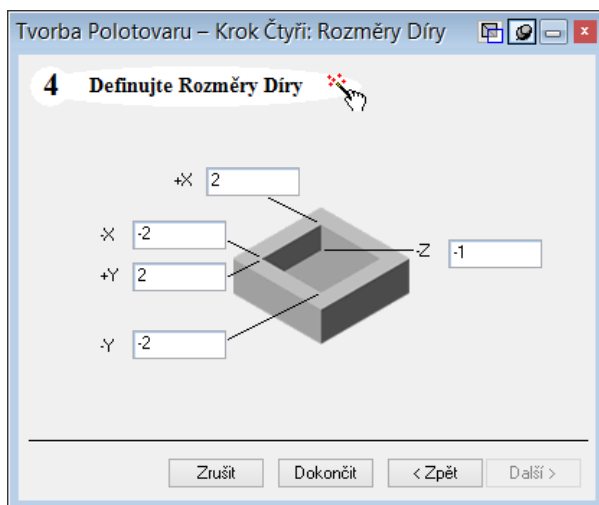 Tvorba Polotovaru – Krok Čtyři: Rozměry Díry
4 Definujte Rozměry Díry
+X 2
-X -2
+Y 2
-Z -1
-Y -2
Zrušit Dokončit < Zpět Další >